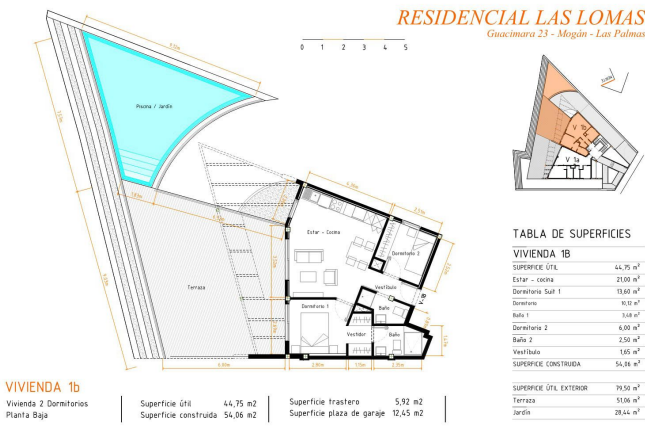 RESIDENCIAL LAS LOMAS
Guacimara 23 - Mogán - Las Palmas
0 1 2 3 4 5
Piscina / Jardín
Estar - Cocina
Dormitorio 2
Terraza
Vestíbulo
Dormitorio 1
Baño
Vestidor
Baño
V 1b
V 1a
TABLA DE SUPERFICIES
VIVIENDA 1B
SUPERFICIE ÚTIL 44,75 m²
Estar - cocina 21,00 m²
Dormitorio Suit 1 13,60 m²
Dormitorio 10,12 m²
Baño 1 3,48 m²
Dormitorio 2 6,00 m²
Baño 2 2,50 m²
Vestíbulo 1,65 m²
SUPERFICIE CONSTRUIDA 54,06 m²
SUPERFICIE ÚTIL EXTERIOR 79,50 m²
Terraza 51,06 m²
Jardín 28,44 m²
VIVIENDA 1b
Vivienda 2 Dormitorios
Planta Baja
Superficie útil 44,75 m2
Superficie construida 54,06 m2
Superficie trastero 5,92 m2
Superficie plaza de garaje 12,45 m2